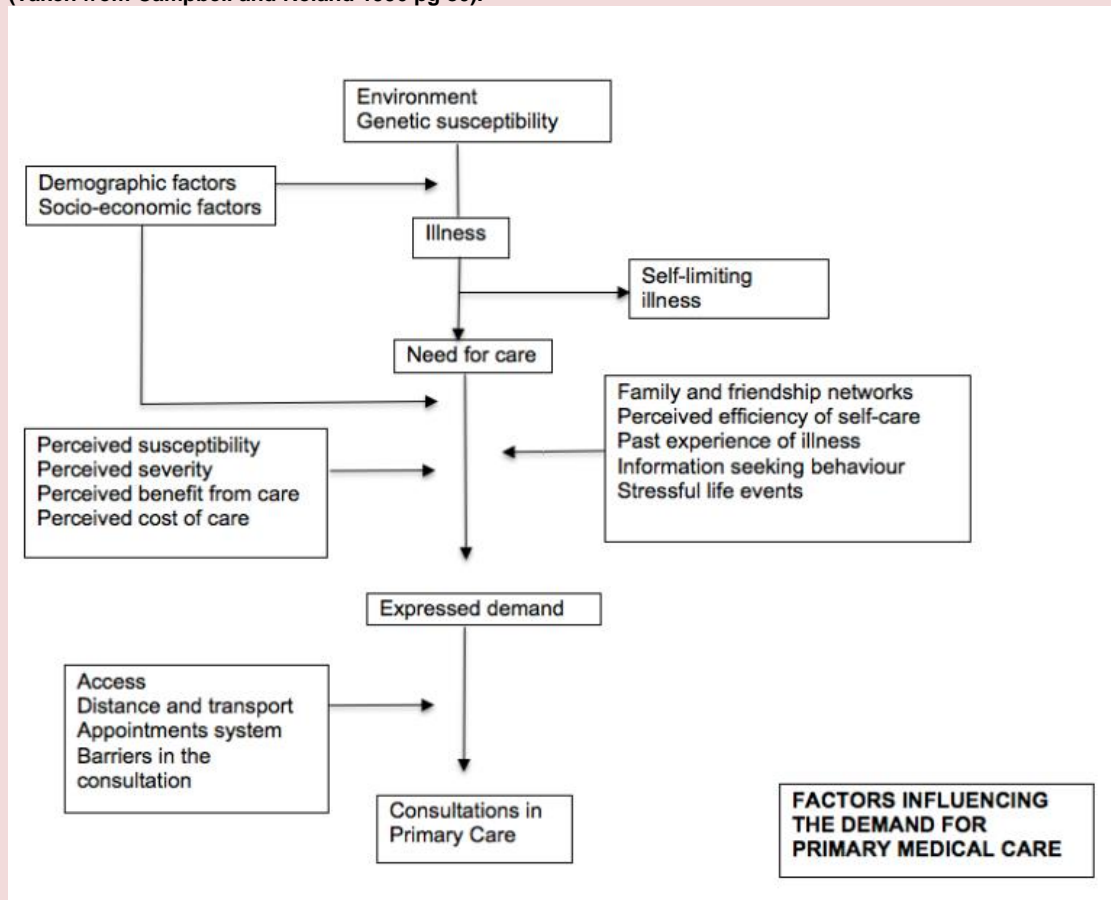 Environment
Genetic susceptibility
Demographic factors
Socio-economic factors
Illness
Self-limiting
illness
Need for care
Family and friendship networks
Perceived efficiency of self-care
Past experience of illness
Information seeking behaviour
Stressful life events
Perceived susceptibility
Perceived severity
Perceived benefit from care
Perceived cost of care
Expressed demand
Access
Distance and transport
Appointments system
Barriers in the
consultation
Consultations in
Primary Care
FACTORS INFLUENCING
THE DEMAND FOR
PRIMARY MEDICAL CARE